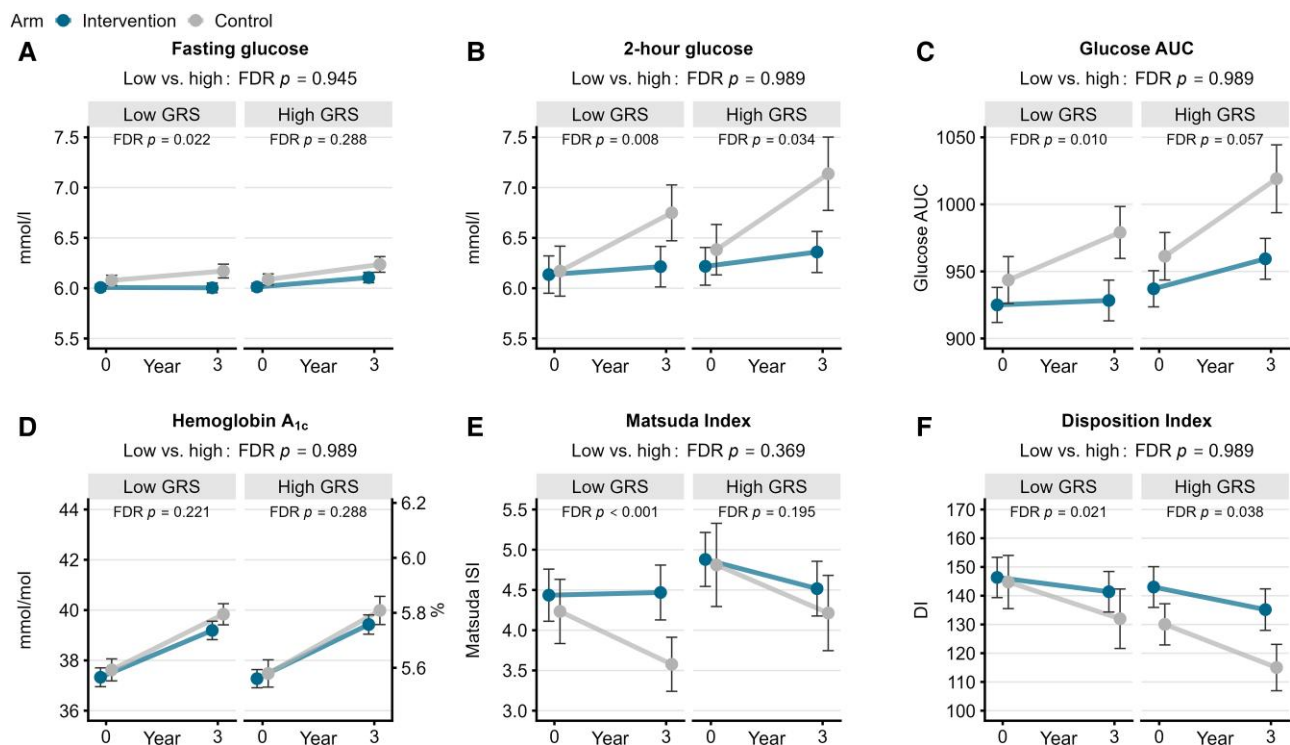 Arm Intervention Control
A Fasting glucose
Low vs. high: FDR p = 0.945
Low GRS High GRS
FDR p = 0.022 FDR p = 0.288
7.5
7.0
6.5
6.0
5.5
mmol/l
0 Year 3 0 Year 3
B 2-hour glucose
Low vs. high: FDR p = 0.989
Low GRS High GRS
FDR p = 0.008 FDR p = 0.034
7.5
7.0
6.5
6.0
5.5
mmol/l
0 Year 3 0 Year 3
C Glucose AUC
Low vs. high: FDR p = 0.989
Low GRS High GRS
FDR p = 0.010 FDR p = 0.057
1050
1000
950
900
Glucose AUC
0 Year 3 0 Year 3
D Hemoglobin A1c
Low vs. high: FDR p = 0.989
Low GRS High GRS
FDR p = 0.221 FDR p = 0.288
44
42
40
38
36
mmol/mol
6.2
6.0
5.8
5.6
%
0 Year 3 0 Year 3
E Matsuda Index
Low vs. high: FDR p = 0.369
Low GRS High GRS
FDR p < 0.001 FDR p = 0.195
5.5
5.0
4.5
4.0
3.5
3.0
Matsuda ISI
0 Year 3 0 Year 3
F Disposition Index
Low vs. high: FDR p = 0.989
Low GRS High GRS
FDR p = 0.021 FDR p = 0.038
170
160
150
140
130
120
110
100
DI
0 Year 3 0 Year 3